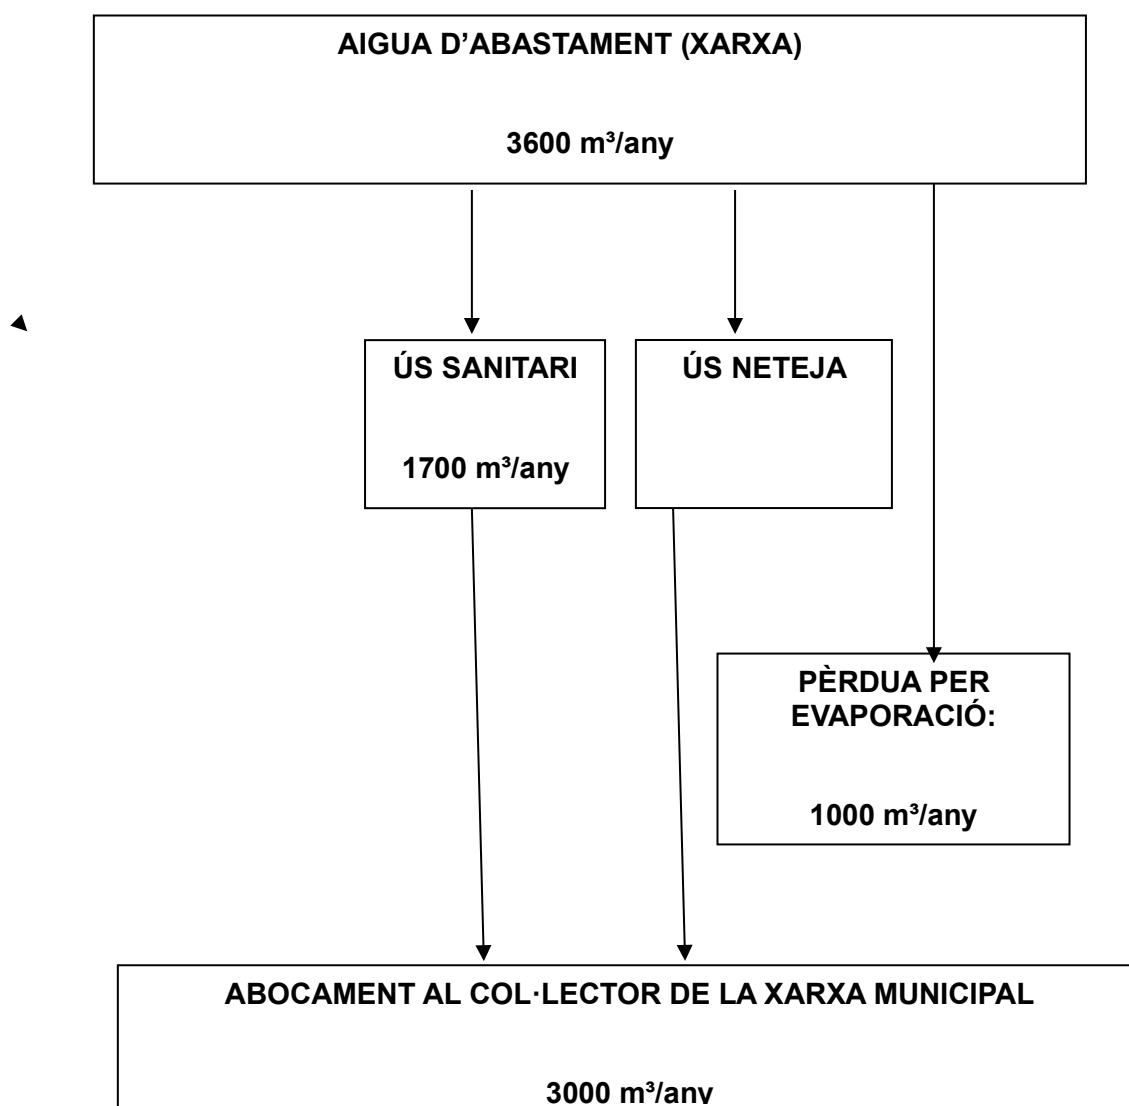 AIGUA D’ABASTAMENT (XARXA)
3600 m³/any
ÚS SANITARI
1700 m³/any
ÚS NETEJA
PÈRDUA PER
EVAPORACIÓ:
1000 m³/any
ABOCAMENT AL COL·LECTOR DE LA XARXA MUNICIPAL
3000 m³/any